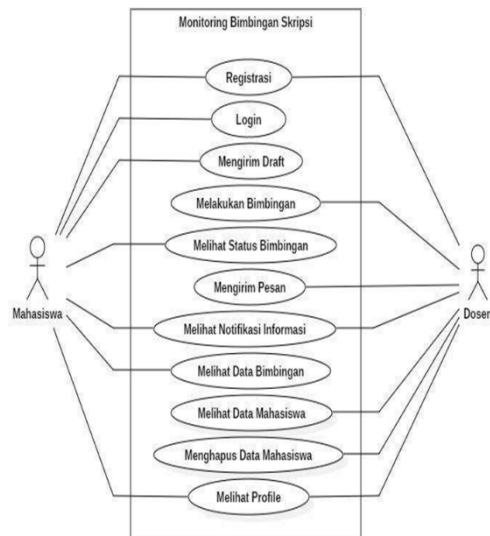 Monitoring Bimbingan Skripsi
Registrasi
Login
Mengirim Draft
Melakukan Bimbingan
Melihat Status Bimbingan
Mengirim Pesan
Mahasiswa
Dosen
Melihat Notifikasi Informasi
Melihat Data Bimbingan
Melihat Data Mahasiswa
Menghapus Data Mahasiswa
Melihat Profile